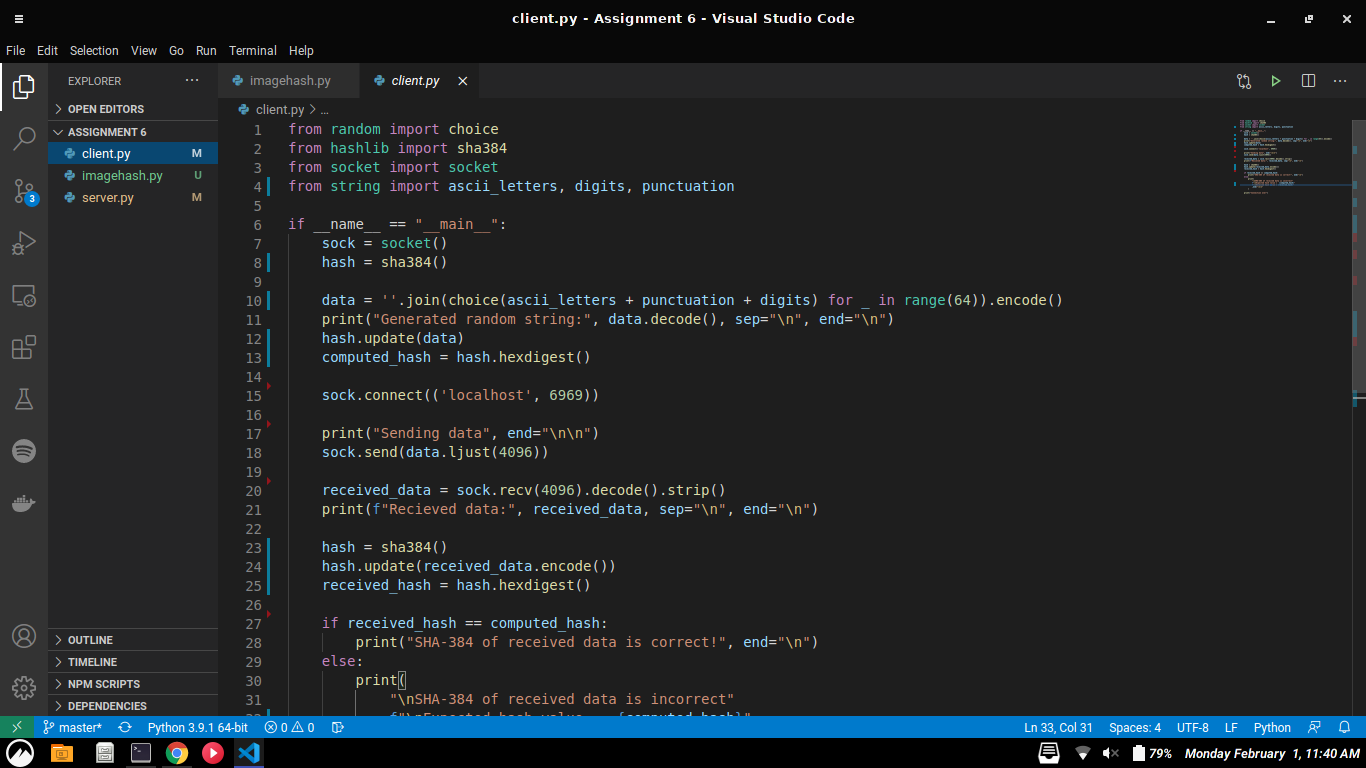 client.py - Assignment 6 - Visual Studio Code
File Edit Selection View Go Run Terminal Help
EXPLORER
OPEN EDITORS
ASSIGNMENT 6
client.py M
imagehash.py U
server.py M
3
OUTLINE
TIMELINE
NPM SCRIPTS
DEPENDENCIES
imagehash.py client.py
client.py > ...
1 from random import choice
2 from hashlib import sha384
3 from socket import socket
4 from string import ascii_letters, digits, punctuation
5
6 if __name__ == "__main__":
7     sock = socket()
8     hash = sha384()
9
10     data = ''.join(choice(ascii_letters + punctuation + digits) for _ in range(64)).encode()
11     print("Generated random string:", data.decode(), sep="\n", end="\n")
12     hash.update(data)
13     computed_hash = hash.hexdigest()
14
15     sock.connect(('localhost', 6969))
16
17     print("Sending data", end="\n\n")
18     sock.send(data.ljust(4096))
19
20     received_data = sock.recv(4096).decode().strip()
21     print(f"Recieved data:", received_data, sep="\n", end="\n")
22
23     hash = sha384()
24     hash.update(received_data.encode())
25     received_hash = hash.hexdigest()
26
27     if received_hash == computed_hash:
28         print("SHA-384 of received data is correct!", end="\n")
29     else:
30         print(
31             "\nSHA-384 of received data is incorrect"
master* Python 3.9.1 64-bit 0 0 Ln 33, Col 31 Spaces: 4 UTF-8 LF Python
79% Monday February 1, 11:40 AM